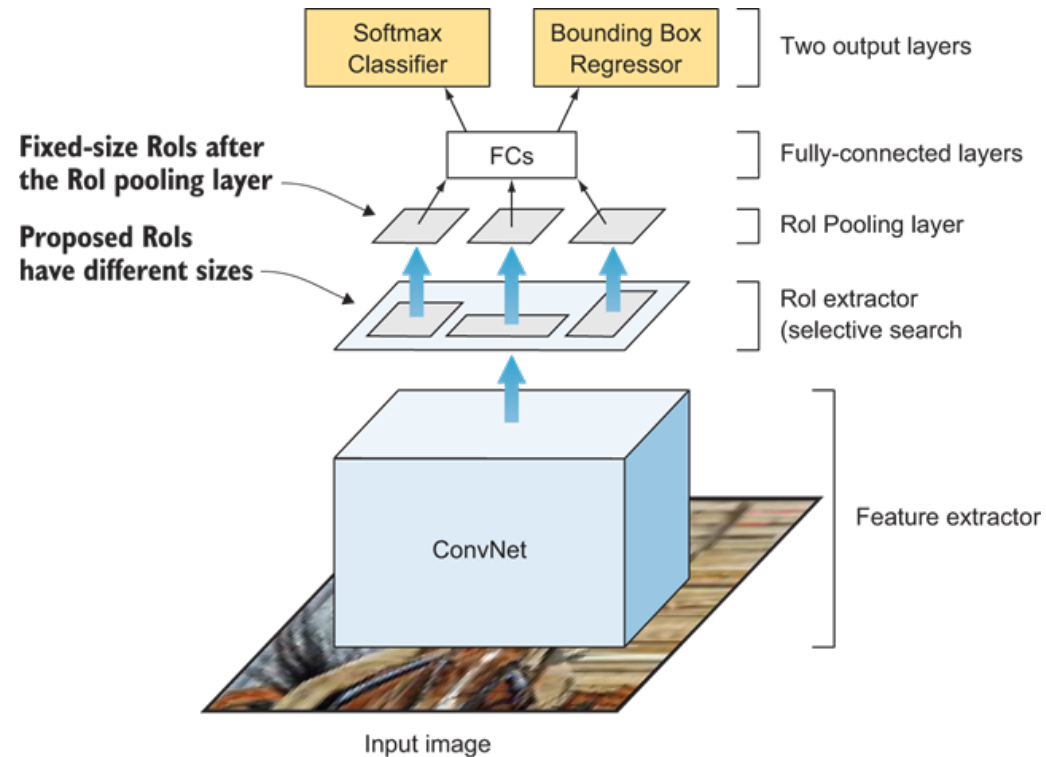 Softmax
Classifier
Bounding Box
Regressor
Two output layers
Fixed-size RoIs after
the RoI pooling layer
FCs
Fully-connected layers
RoI Pooling layer
Proposed RoIs
have different sizes
RoI extractor
(selective search
ConvNet
Feature extractor
Input image